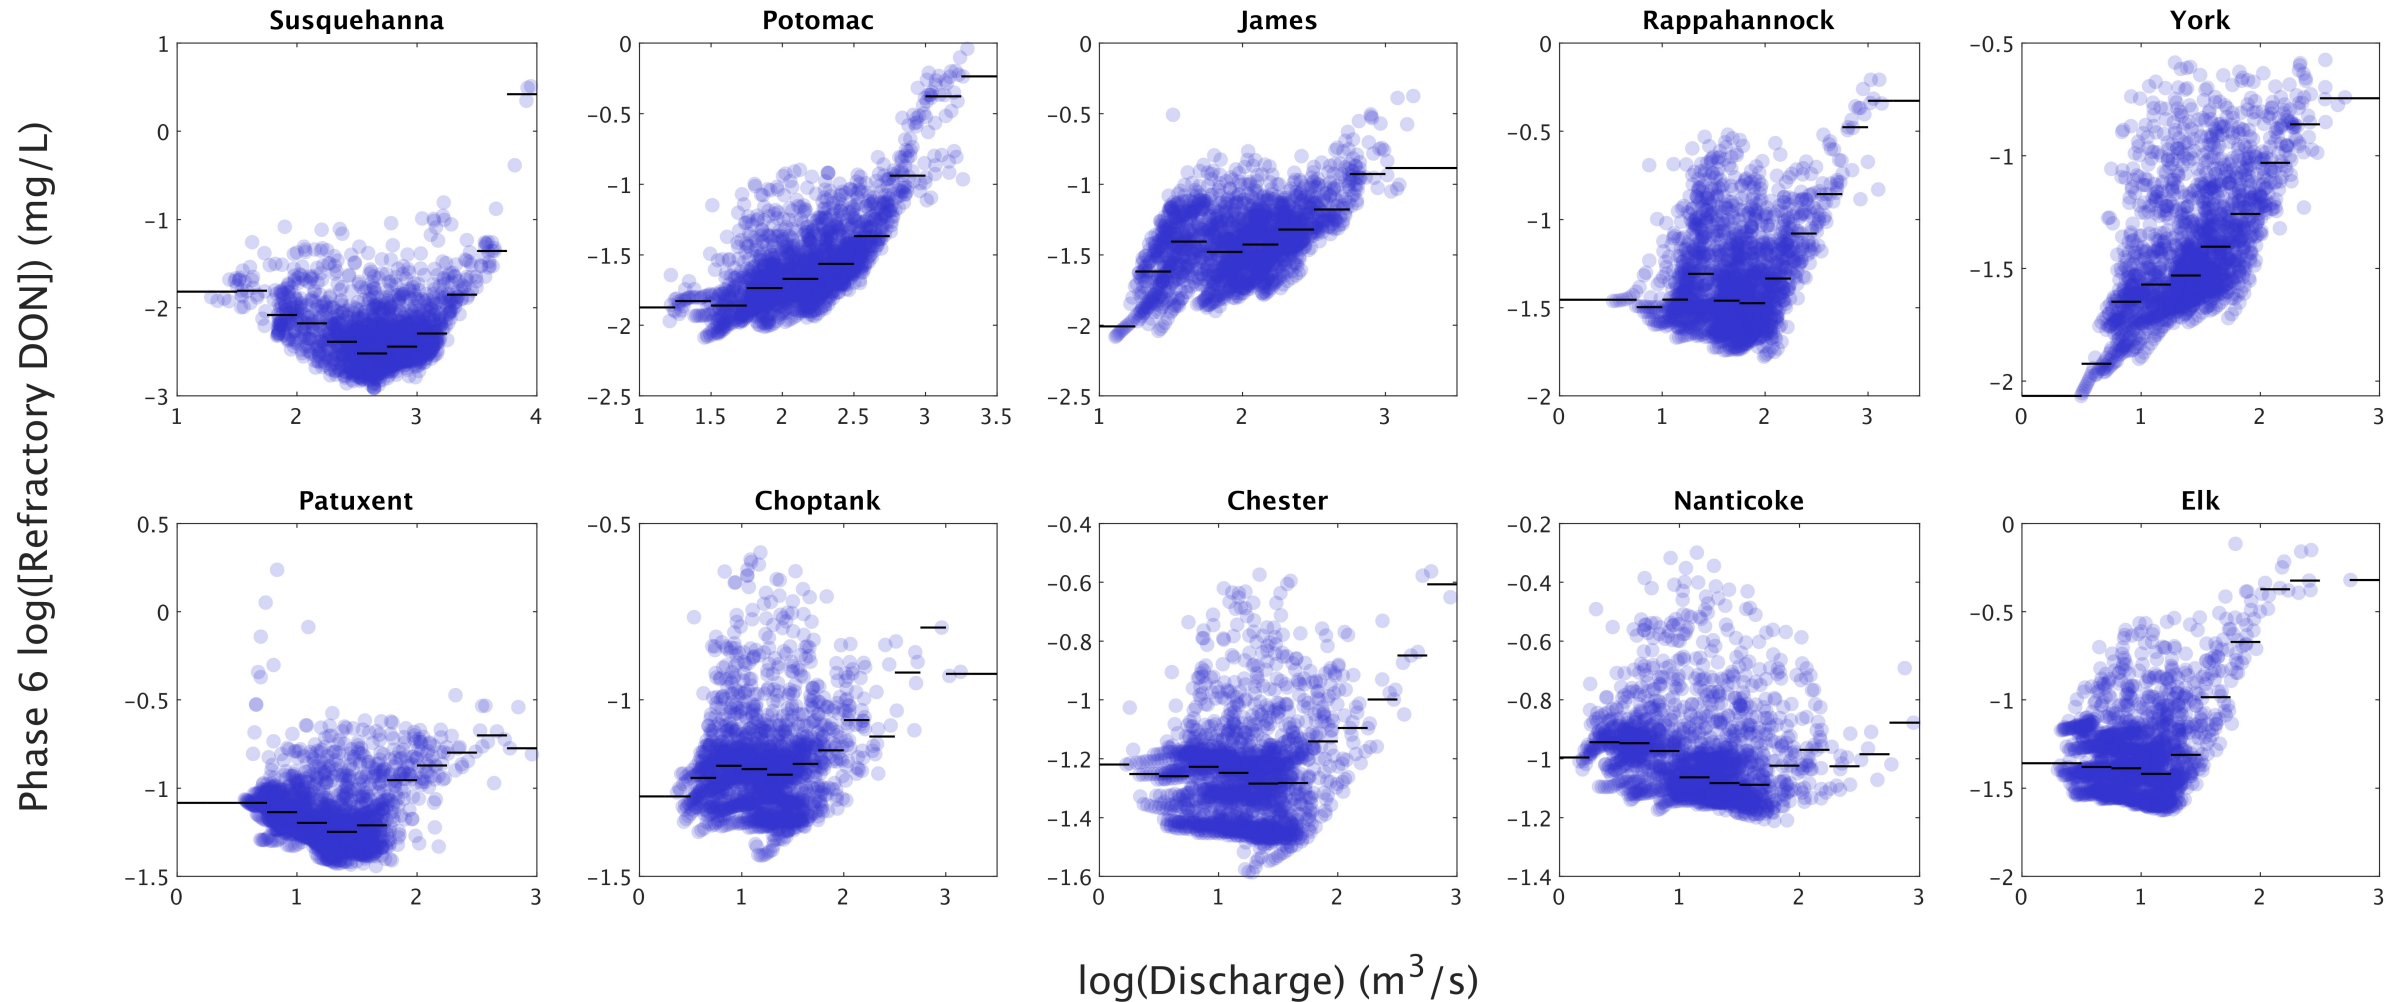 Susquehanna Potomac James Rappahannock York
1 0 0 0 -0.5
0 -0.5 -0.5 -0.5 -1
-1 -1 -1 -1 -1.5
-2 -1.5 -1.5 -1.5 -2
-3 -2 -2 -2
-2.5 -2.5
1 2 3 4 1 1.5 2 2.5 3 3.5 1 2 3 0 1 2 3 0 1 2 3
Phase 6 log([Refractory DON]) (mg/L)
Patuxent Choptank Chester Nanticoke Elk
0.5 -0.5 -0.4 -0.2 0
0 -1 -0.6 -0.4 -0.5
-0.5 -1.5 -0.8 -0.6 -1
-1 -1 -0.8 -1.5
-1.5 -1.2 -1 -2
-1.4 -1.2
-1.6 -1.4
0 1 2 3 0 1 2 3 0 1 2 3 0 1 2 3 0 1 2 3
log(Discharge) (m³/s)